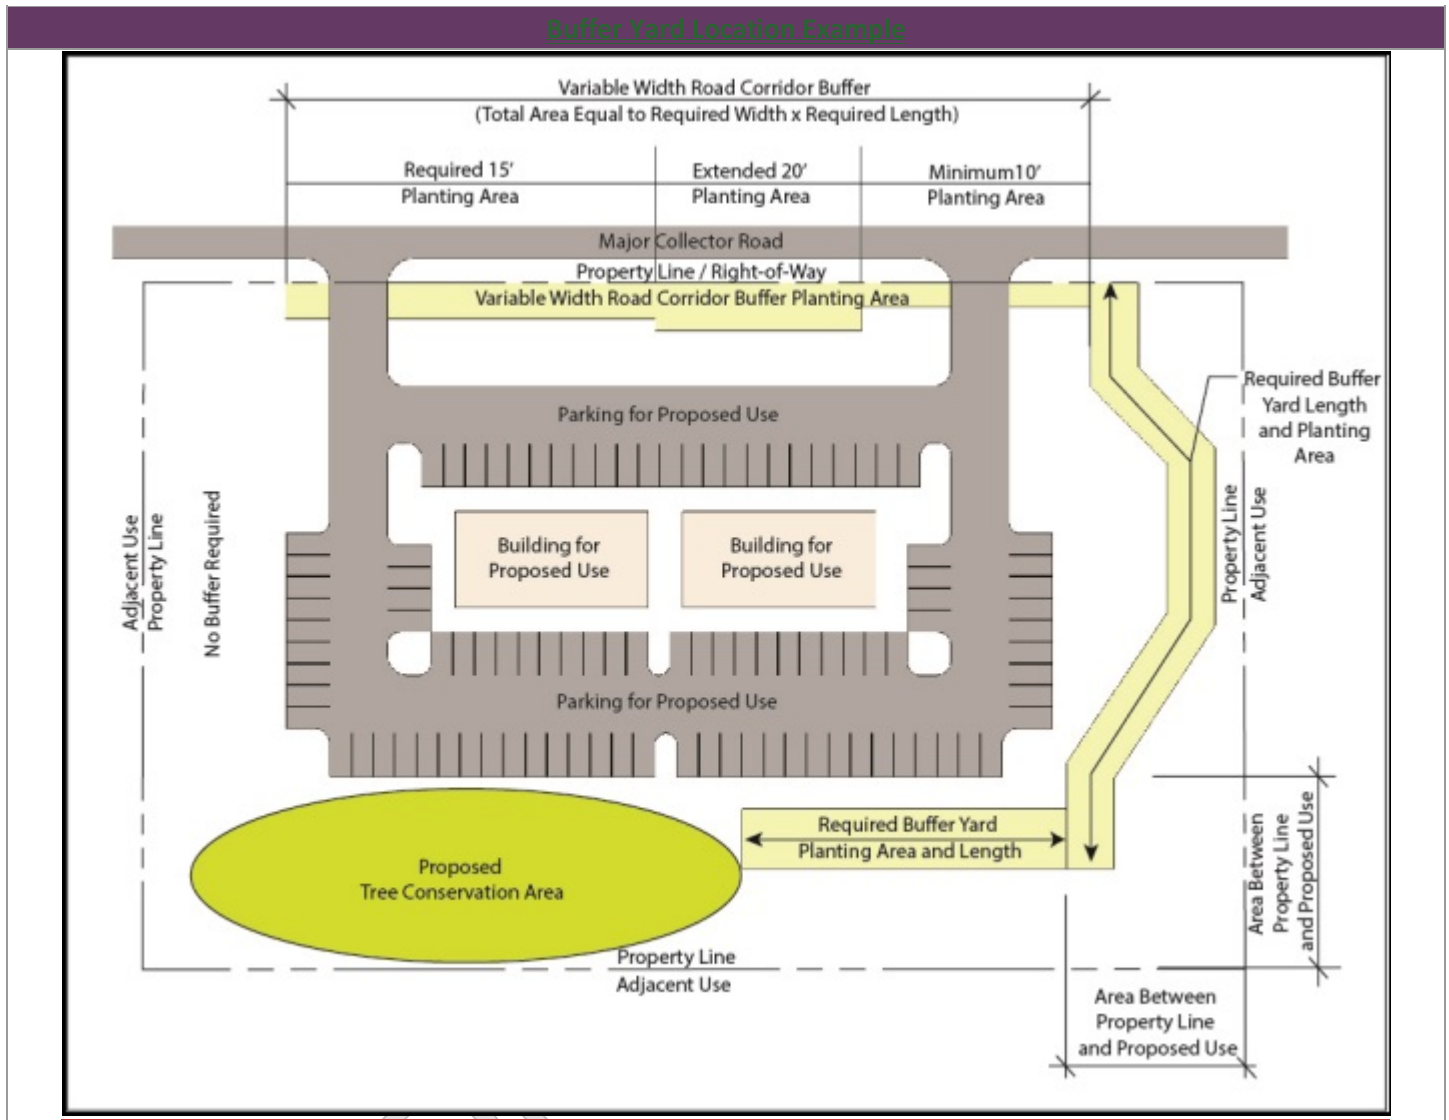 Buffer Yard Location Example
Variable Width Road Corridor Buffer
(Total Area Equal to Required Width x Required Length)
Required 15'
Planting Area
Extended 20'
Planting Area
Minimum10'
Planting Area
Major Collector Road
Property Line / Right-of-Way
Variable Width Road Corridor Buffer Planting Area
Required Buffer
Yard Length
and Planting
Area
Parking for Proposed Use
Adjacent Use
Property Line
No Buffer Required
Building for
Proposed Use
Building for
Proposed Use
Property Line
Adjacent Use
Parking for Proposed Use
Required Buffer Yard
Planting Area and Length
Proposed
Tree Conservation Area
Area Between
Property Line
and Proposed Use
Property Line
Adjacent Use
Area Between
Property Line
and Proposed Use